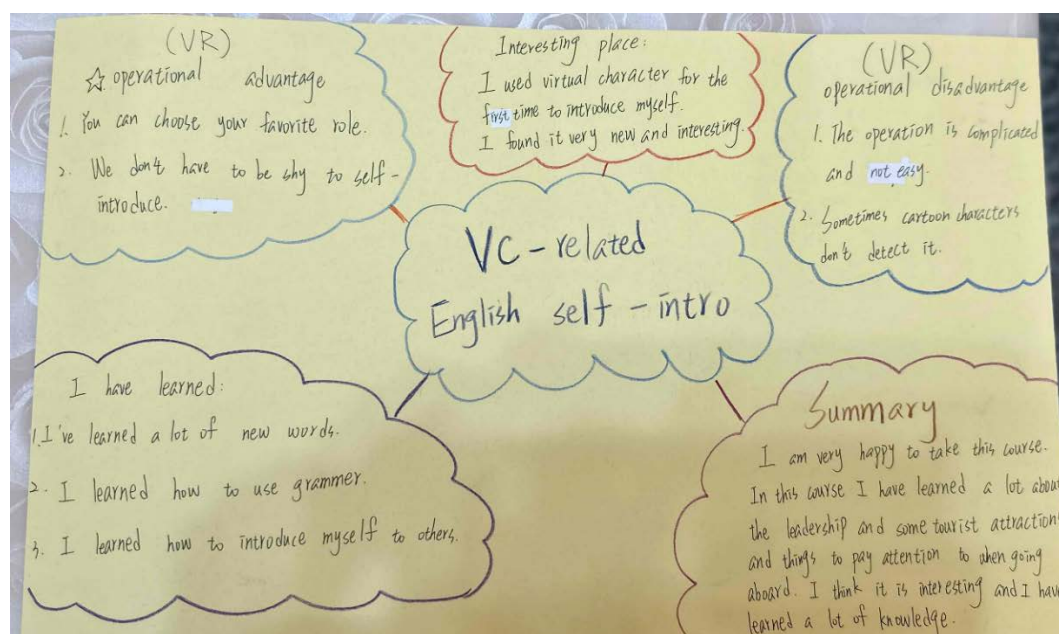 (VR)
☆ operational advantage
1. You can choose your favorite role.
2. We don't have to be shy to self-
introduce.
Interesting place:
I used virtual character for the
first time to introduce myself.
I found it very new and interesting.
(VR)
operational disadvantage
1. The operation is complicated
and not easy.
2. Sometimes cartoon characters
don't detect it.
VC-related
English self-intro
I have learned:
1. I've learned a lot of new words.
2. I learned how to use grammer.
3. I learned how to introduce myself to others.
Summary
I am very happy to take this course.
In this course I have learned a lot about
the leadership and some tourist attractions
and things to pay attention to when going
aboard. I think it is interesting and I have
learned a lot of knowledge.